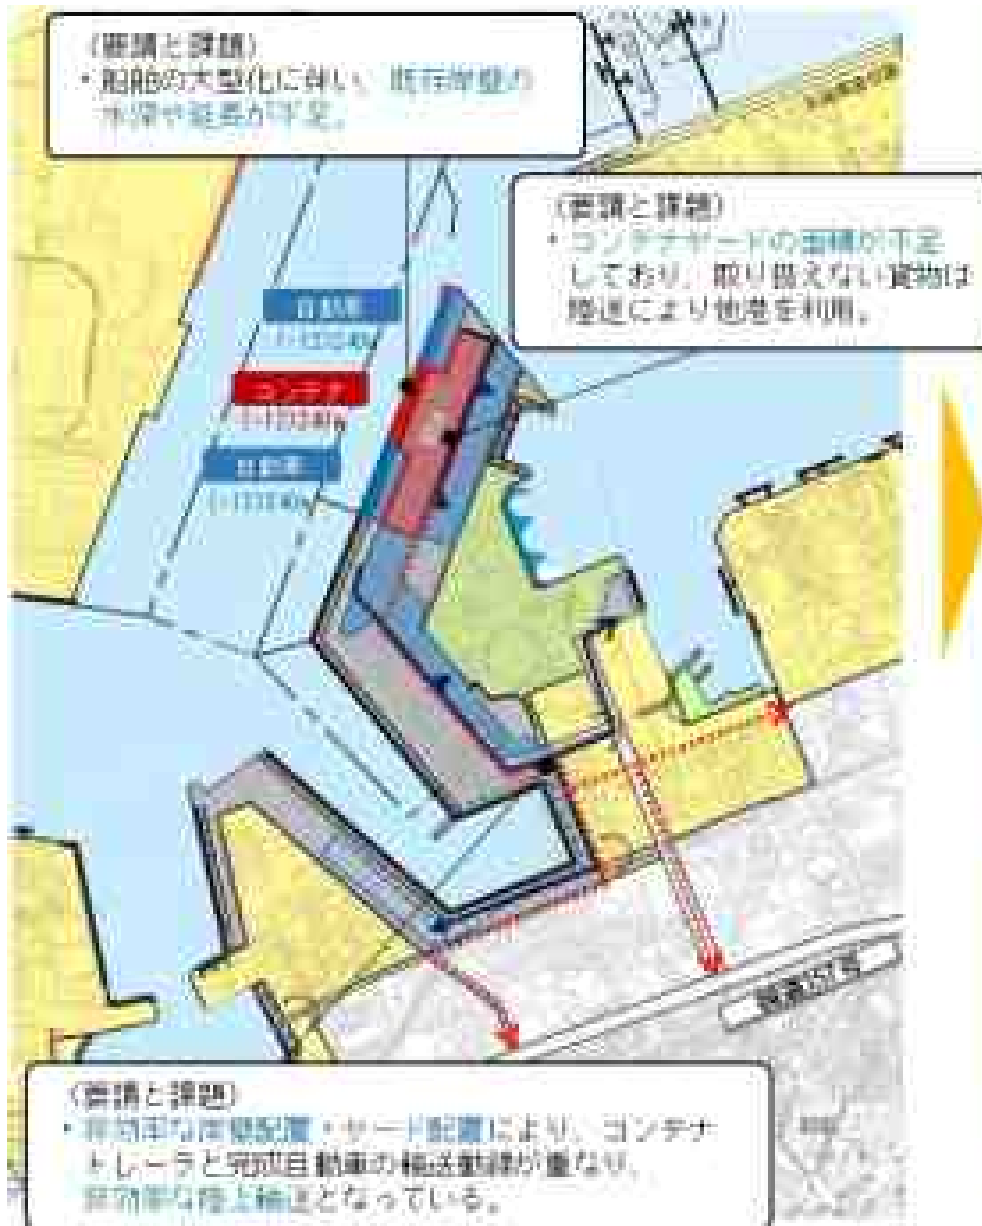 (要請と課題)
・船舶の大型化に伴い、既存岸壁の
水深や延長が不足。
(要請と課題)
・コンテナヤードの面積が不足
しており、取り扱えない貨物は
陸送により他港を利用。
自動車
コンテナ
自動車
国道357号
(要請と課題)
・非効率な岸壁配置・ヤード配置により、コンテナ
トレーラと完成自動車の輸送動線が重なり、
非効率な陸上輸送となっている。